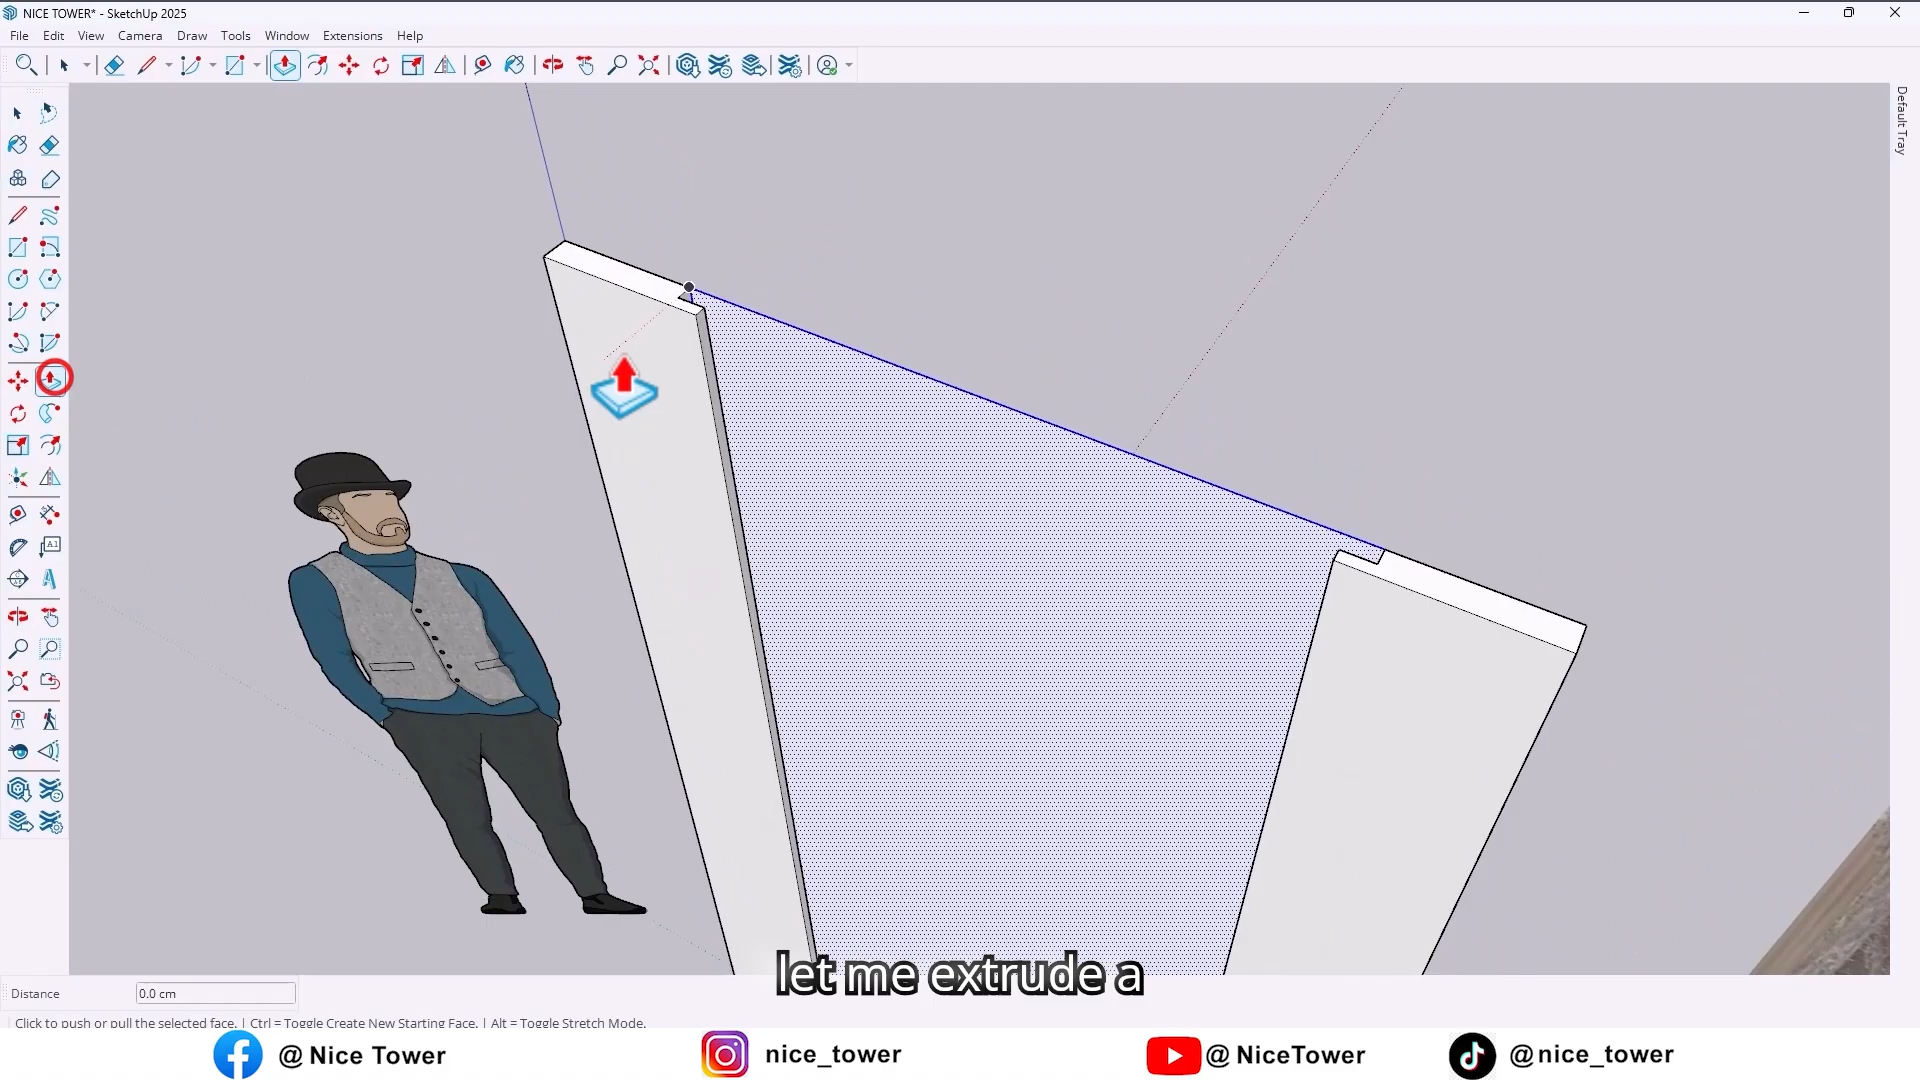 NICE TOWER* - SketchUp 2025
File Edit View Camera Draw Tools Window Extensions Help
Default Tray
A1
let me extrude a
Distance 0.0 cm
Click to push or pull the selected face. | Ctrl = Toggle Create New Starting Face. | Alt = Toggle Stretch Mode.
@ Nice Tower nice_tower @ NiceTower @nice_tower